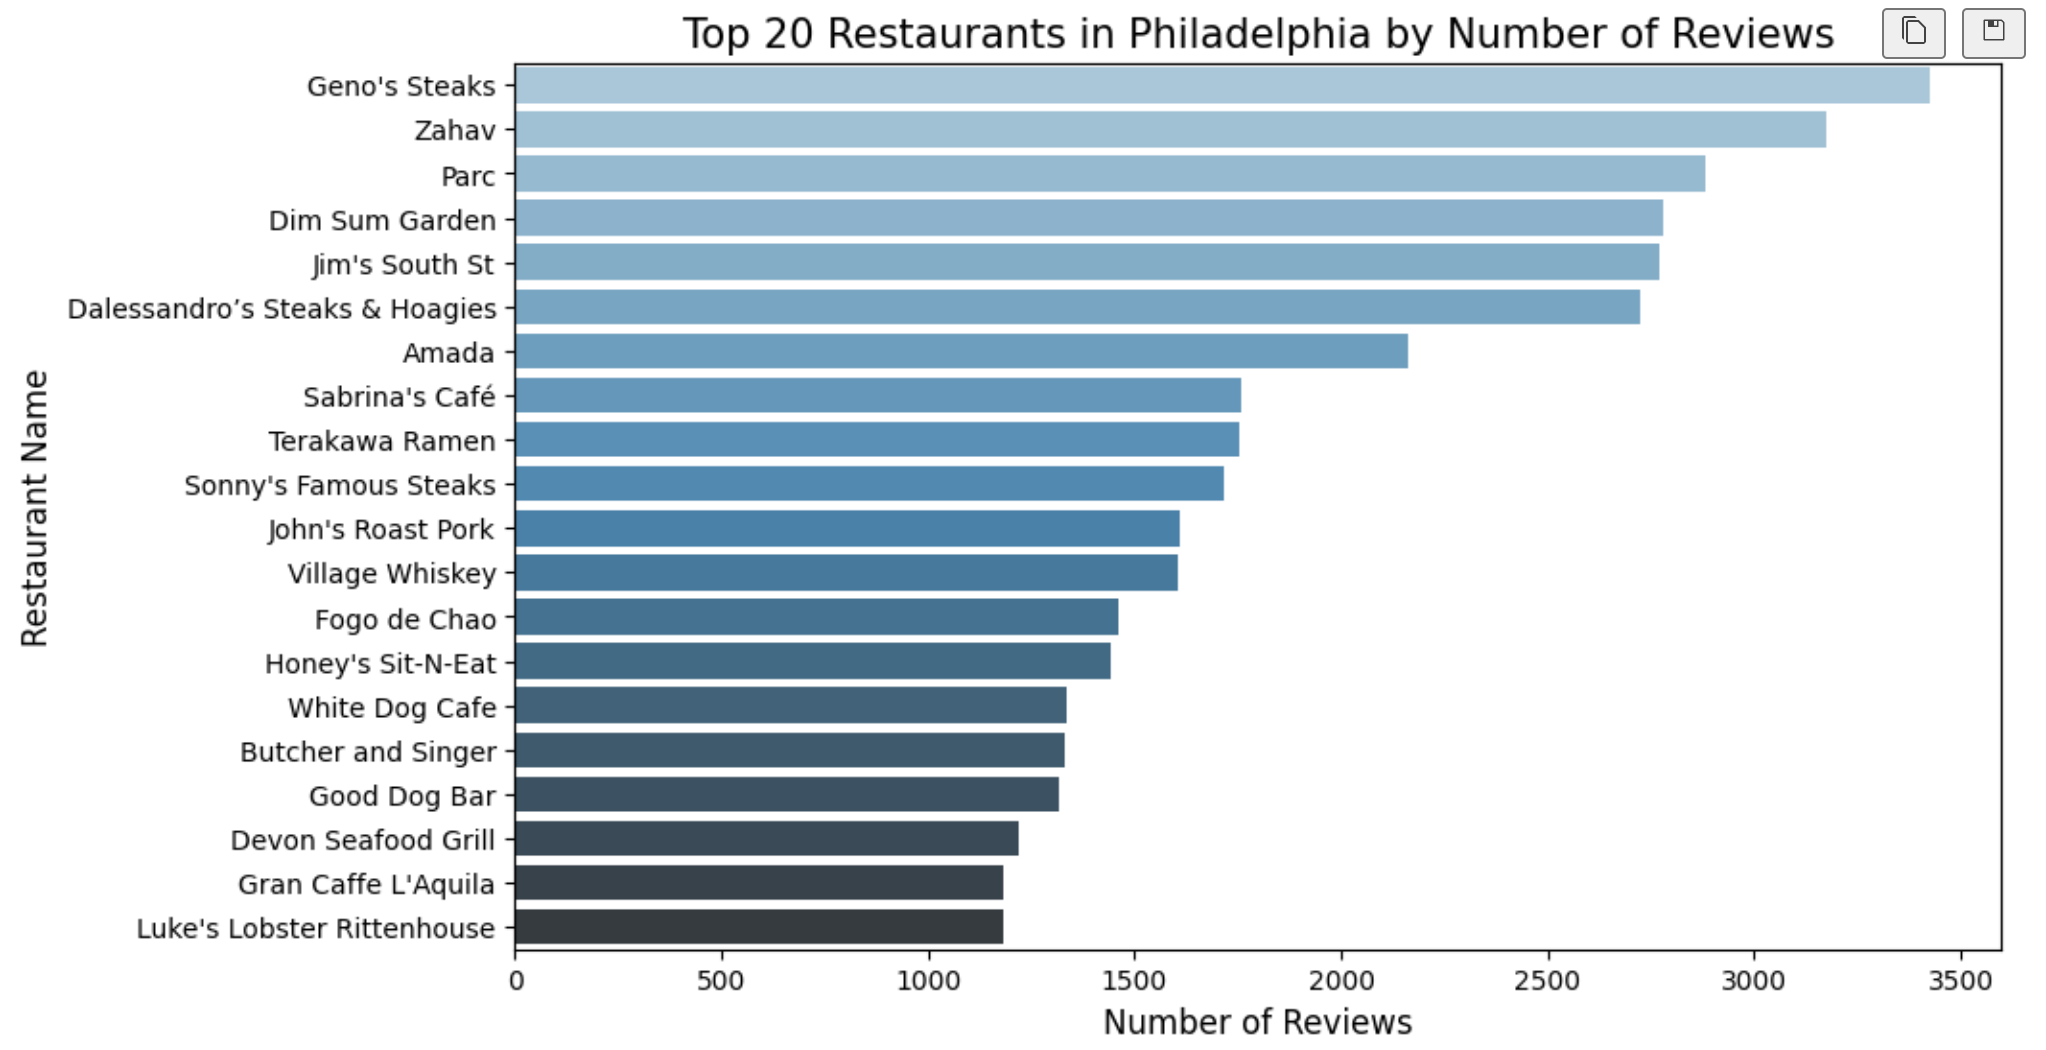 Top 20 Restaurants in Philadelphia by Number of Reviews
Restaurant Name
Geno's Steaks
Zahav
Parc
Dim Sum Garden
Jim's South St
Dalessandro’s Steaks & Hoagies
Amada
Sabrina's Café
Terakawa Ramen
Sonny's Famous Steaks
John's Roast Pork
Village Whiskey
Fogo de Chao
Honey's Sit-N-Eat
White Dog Cafe
Butcher and Singer
Good Dog Bar
Devon Seafood Grill
Gran Caffe L'Aquila
Luke's Lobster Rittenhouse
0 500 1000 1500 2000 2500 3000 3500
Number of Reviews